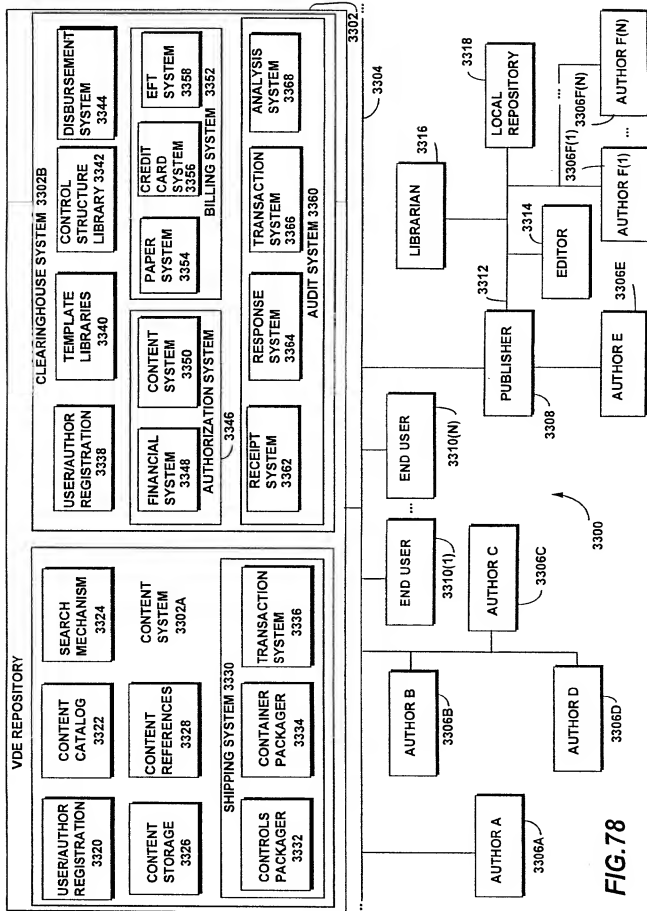 VDE REPOSITORY
3302
USER/AUTHOR
REGISTRATION
3320
CONTENT
CATALOG
3322
SEARCH
MECHANISM
3324
CONTENT
STORAGE
3326
CONTENT
REFERENCES
3328
CONTENT
SYSTEM
3302A
SHIPPING SYSTEM 3330
CONTROLS
PACKAGER
3332
CONTAINER
PACKAGER
3334
TRANSACTION
SYSTEM
3336
CLEARINGHOUSE SYSTEM 3302B
USER/AUTHOR
REGISTRATION
3338
TEMPLATE
LIBRARIES
3340
CONTROL
STRUCTURE
LIBRARY 3342
DISBURSEMENT
SYSTEM
3344
FINANCIAL
SYSTEM
3348
CONTENT
SYSTEM
3350
AUTHORIZATION SYSTEM
3346
PAPER
SYSTEM
3354
CREDIT
CARD
SYSTEM
3356
EFT
SYSTEM
3358
BILLING SYSTEM
3352
RECEIPT
SYSTEM
3362
RESPONSE
SYSTEM
3364
TRANSACTION
SYSTEM
3366
ANALYSIS
SYSTEM
3368
AUDIT SYSTEM 3360
3304
AUTHOR A
3306A
AUTHOR B
3306B
AUTHOR C
3306C
AUTHOR D
3306D
END USER
3310(1)
...
END USER
3310(N)
3300
PUBLISHER
3308
3312
AUTHOR E
3306E
EDITOR
3314
LIBRARIAN
3316
LOCAL
REPOSITORY
3318
AUTHOR F(1)
3306F(1)
...
AUTHOR F(N)
3306F(N)
FIG.78